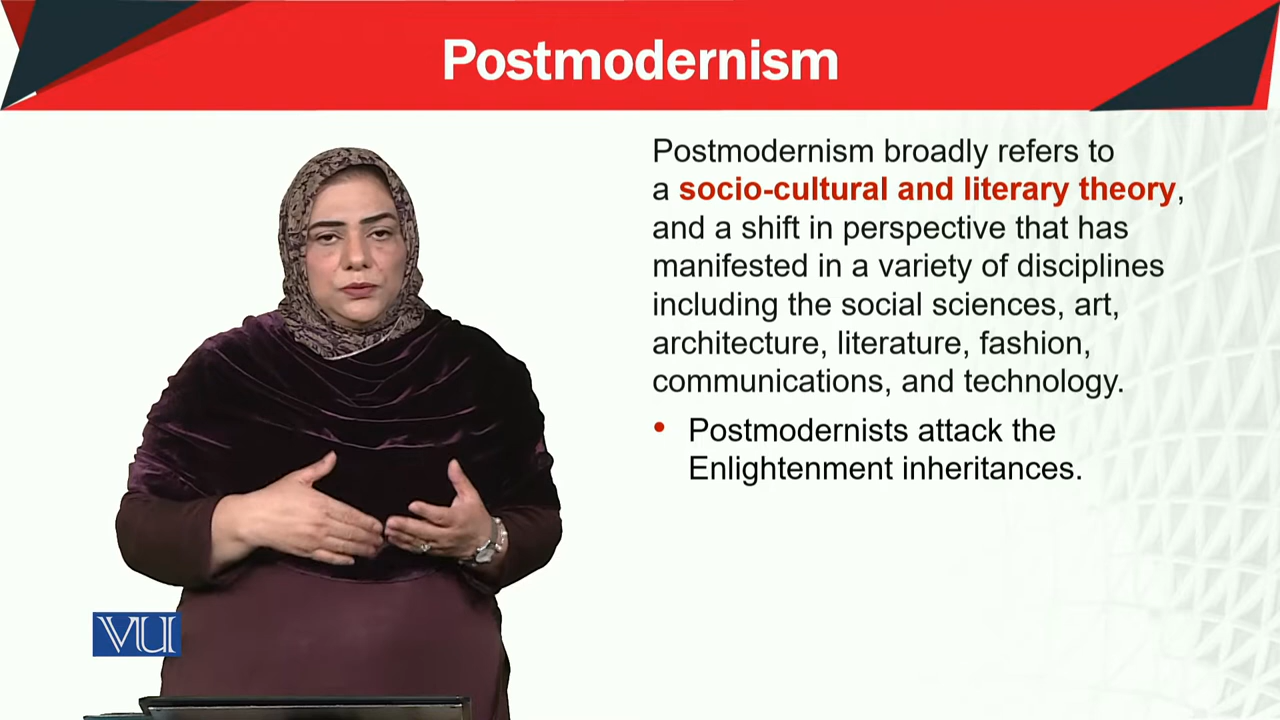 Postmodernism
Postmodernism broadly refers to
a socio-cultural and literary theory,
and a shift in perspective that has
manifested in a variety of disciplines
including the social sciences, art,
architecture, literature, fashion,
communications, and technology.
• Postmodernists attack the
Enlightenment inheritances.
VU